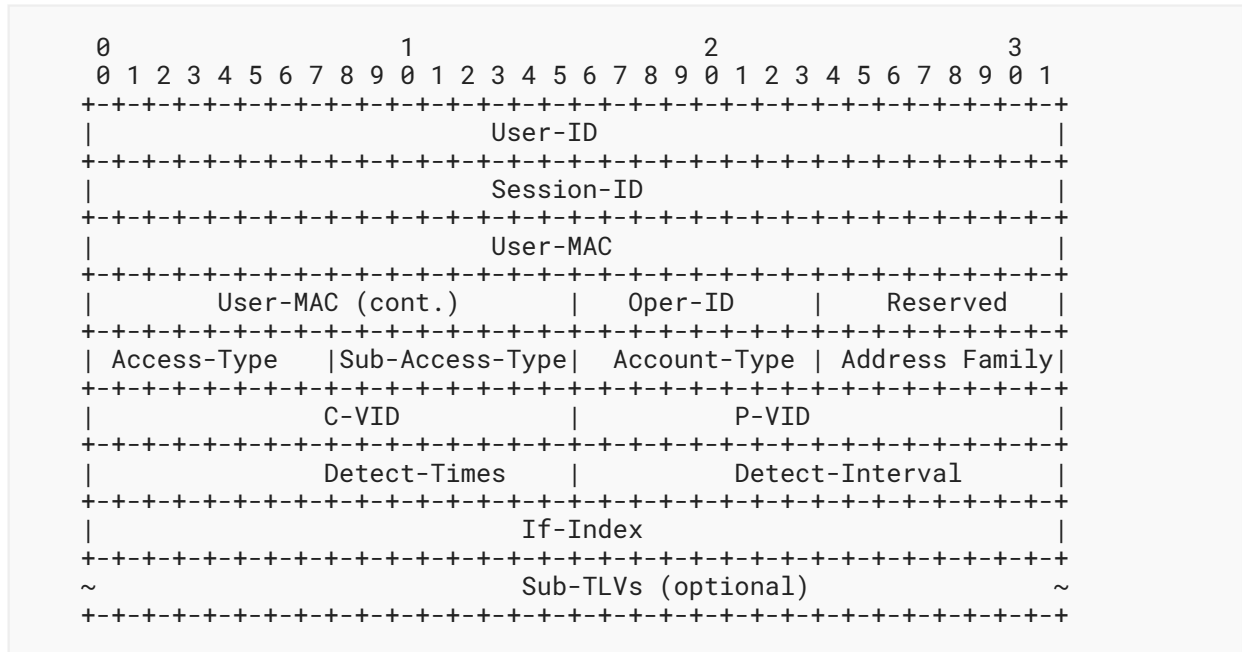 0                   1                   2                   3
 0 1 2 3 4 5 6 7 8 9 0 1 2 3 4 5 6 7 8 9 0 1 2 3 4 5 6 7 8 9 0 1
+-+-+-+-+-+-+-+-+-+-+-+-+-+-+-+-+-+-+-+-+-+-+-+-+-+-+-+-+-+-+-+-+
|                          User-ID                              |
+-+-+-+-+-+-+-+-+-+-+-+-+-+-+-+-+-+-+-+-+-+-+-+-+-+-+-+-+-+-+-+-+
|                          Session-ID                           |
+-+-+-+-+-+-+-+-+-+-+-+-+-+-+-+-+-+-+-+-+-+-+-+-+-+-+-+-+-+-+-+-+
|                          User-MAC                             |
+-+-+-+-+-+-+-+-+-+-+-+-+-+-+-+-+-+-+-+-+-+-+-+-+-+-+-+-+-+-+-+-+
|        User-MAC (cont.)       |   Oper-ID     |    Reserved   |
+-+-+-+-+-+-+-+-+-+-+-+-+-+-+-+-+-+-+-+-+-+-+-+-+-+-+-+-+-+-+-+-+
| Access-Type   |Sub-Access-Type|  Account-Type | Address Family|
+-+-+-+-+-+-+-+-+-+-+-+-+-+-+-+-+-+-+-+-+-+-+-+-+-+-+-+-+-+-+-+-+
|               C-VID           |          P-VID                |
+-+-+-+-+-+-+-+-+-+-+-+-+-+-+-+-+-+-+-+-+-+-+-+-+-+-+-+-+-+-+-+-+
|               Detect-Times    |          Detect-Interval      |
+-+-+-+-+-+-+-+-+-+-+-+-+-+-+-+-+-+-+-+-+-+-+-+-+-+-+-+-+-+-+-+-+
|                            If-Index                           |
+-+-+-+-+-+-+-+-+-+-+-+-+-+-+-+-+-+-+-+-+-+-+-+-+-+-+-+-+-+-+-+-+
~                            Sub-TLVs (optional)                ~
+-+-+-+-+-+-+-+-+-+-+-+-+-+-+-+-+-+-+-+-+-+-+-+-+-+-+-+-+-+-+-+-+